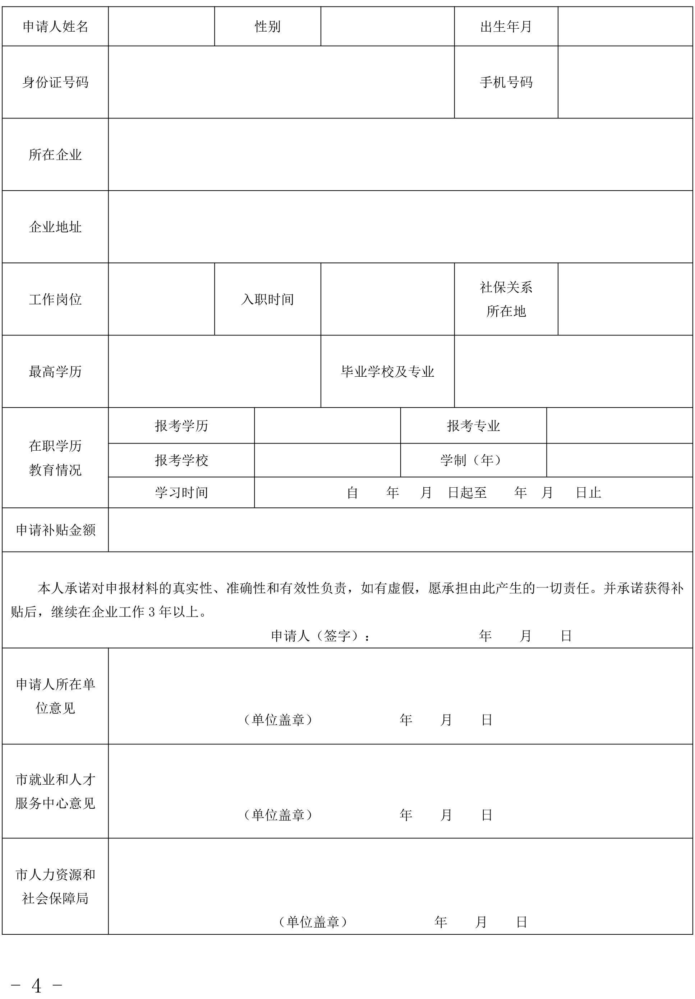 申请人姓名 性别 出生年月
身份证号码 手机号码
所在企业
企业地址
工作岗位 入职时间 社保关系
所在地
最高学历 毕业学校及专业
在职学历
教育情况
报考学历 报考专业
报考学校 学制（年）
学习时间 自 年 月 日起至 年 月 日止
申请补贴金额
本人承诺对申报材料的真实性、准确性和有效性负责，如有虚假，愿承担由此产生的一切责任。并承诺获得补
贴后，继续在企业工作 3 年以上。
申请人（签字）： 年 月 日
申请人所在单
位意见
（单位盖章） 年 月 日
市就业和人才
服务中心意见
（单位盖章） 年 月 日
市人力资源和
社会保障局
（单位盖章） 年 月 日
- 4 -